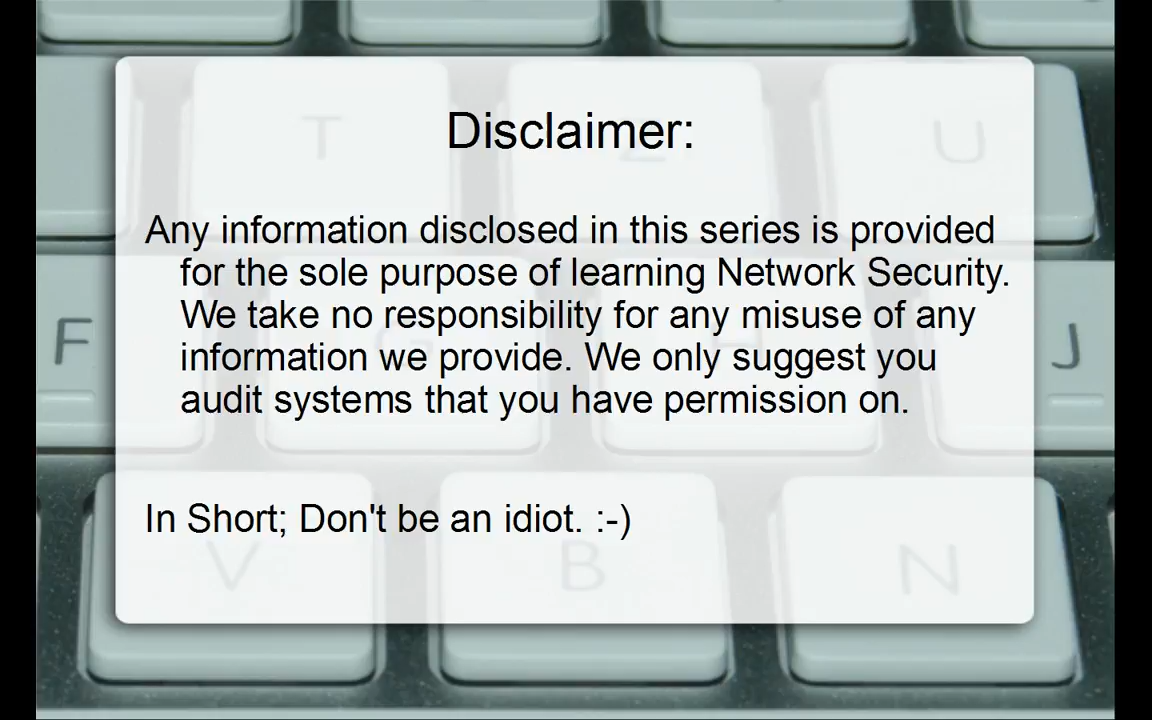 Disclaimer:
Any information disclosed in this series is provided
for the sole purpose of learning Network Security.
We take no responsibility for any misuse of any
information we provide. We only suggest you
audit systems that you have permission on.
In Short; Don't be an idiot. :-)
T Z U
F G H J
V B N